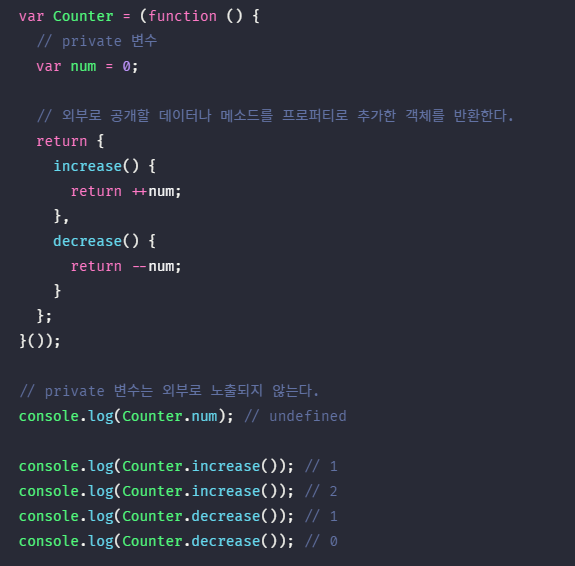 var Counter = (function () {
  // private 변수
  var num = 0;

  // 외부로 공개할 데이터나 메소드를 프로퍼티로 추가한 객체를 반환한다.
  return {
    increase() {
      return ++num;
    },
    decrease() {
      return --num;
    }
  };
}());

// private 변수는 외부로 노출되지 않는다.
console.log(Counter.num); // undefined

console.log(Counter.increase()); // 1
console.log(Counter.increase()); // 2
console.log(Counter.decrease()); // 1
console.log(Counter.decrease()); // 0